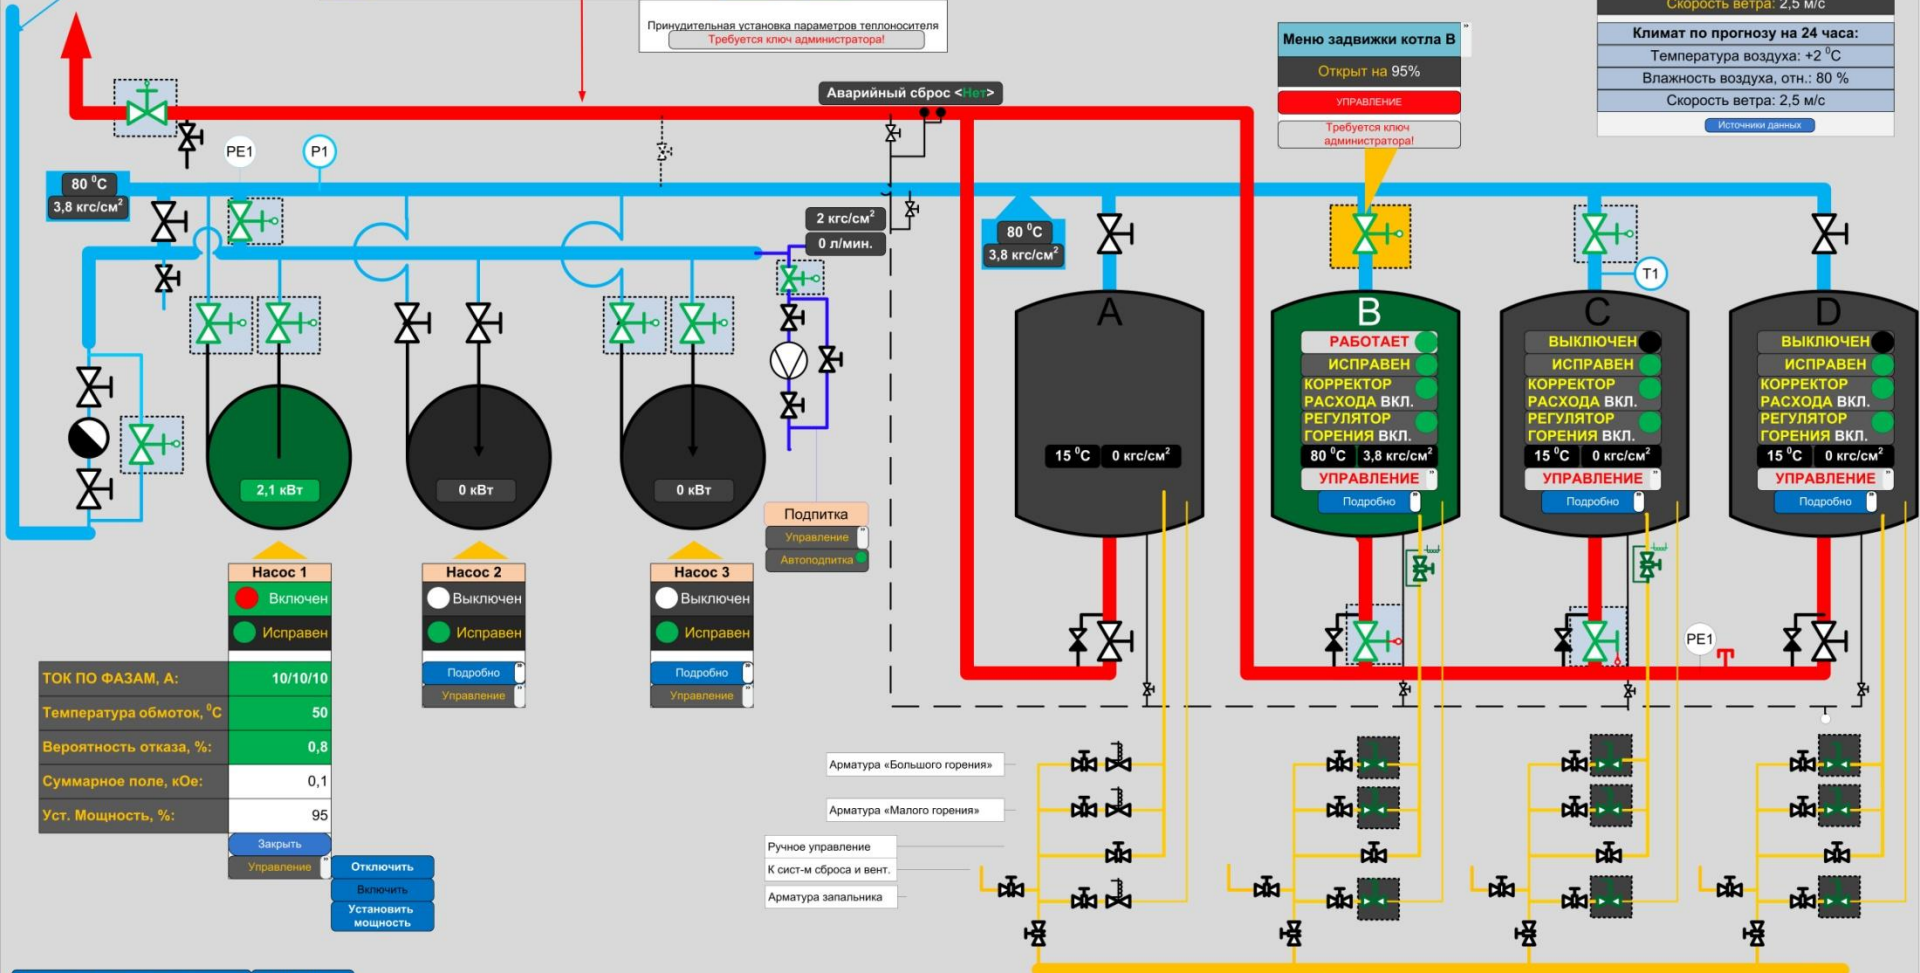 Скорость ветра: 2,5 м/с
Принудительная установка параметров теплоносителя
Требуется ключ администратора!
Меню задвижки котла В
Открыт на 95%
УПРАВЛЕНИЕ
Требуется ключ
администратора!
Климат по прогнозу на 24 часа:
Температура воздуха: +2 ⁰С
Влажность воздуха, отн.: 80 %
Скорость ветра: 2,5 м/с
Источники данных
Аварийный сброс <Нет>
PE1
P1
80 ⁰С
3,8 кгс/см²
2 кгс/см²
0 л/мин.
80 ⁰С
3,8 кгс/см²
T1
A
15 ⁰С 0 кгс/см²
B
РАБОТАЕТ
ИСПРАВЕН
КОРРЕКТОР
РАСХОДА ВКЛ.
РЕГУЛЯТОР
ГОРЕНИЯ ВКЛ.
80 ⁰С 3,8 кгс/см²
УПРАВЛЕНИЕ
Подробно
C
ВЫКЛЮЧЕН
ИСПРАВЕН
КОРРЕКТОР
РАСХОДА ВКЛ.
РЕГУЛЯТОР
ГОРЕНИЯ ВКЛ.
15 ⁰С 0 кгс/см²
УПРАВЛЕНИЕ
Подробно
D
ВЫКЛЮЧЕН
ИСПРАВЕН
КОРРЕКТОР
РАСХОДА ВКЛ.
РЕГУЛЯТОР
ГОРЕНИЯ ВКЛ.
15 ⁰С 0 кгс/см²
УПРАВЛЕНИЕ
Подробно
2,1 кВт
0 кВт
0 кВт
Подпитка
Управление
Автоподпитка
Насос 1
Включен
Исправен
ТОК ПО ФАЗАМ, А: 10/10/10
Температура обмоток, ⁰С 50
Вероятность отказа, %: 0,8
Суммарное поле, кОе: 0,1
Уст. Мощность, %: 95
Закрыть
Управление
Отключить
Включить
Установить
мощность
Насос 2
Выключен
Исправен
Подробно
Управление
Насос 3
Выключен
Исправен
Подробно
Управление
PE1
Арматура «Большого горения»
Арматура «Малого горения»
Ручное управление
К сист-м сброса и вент.
Арматура запальника